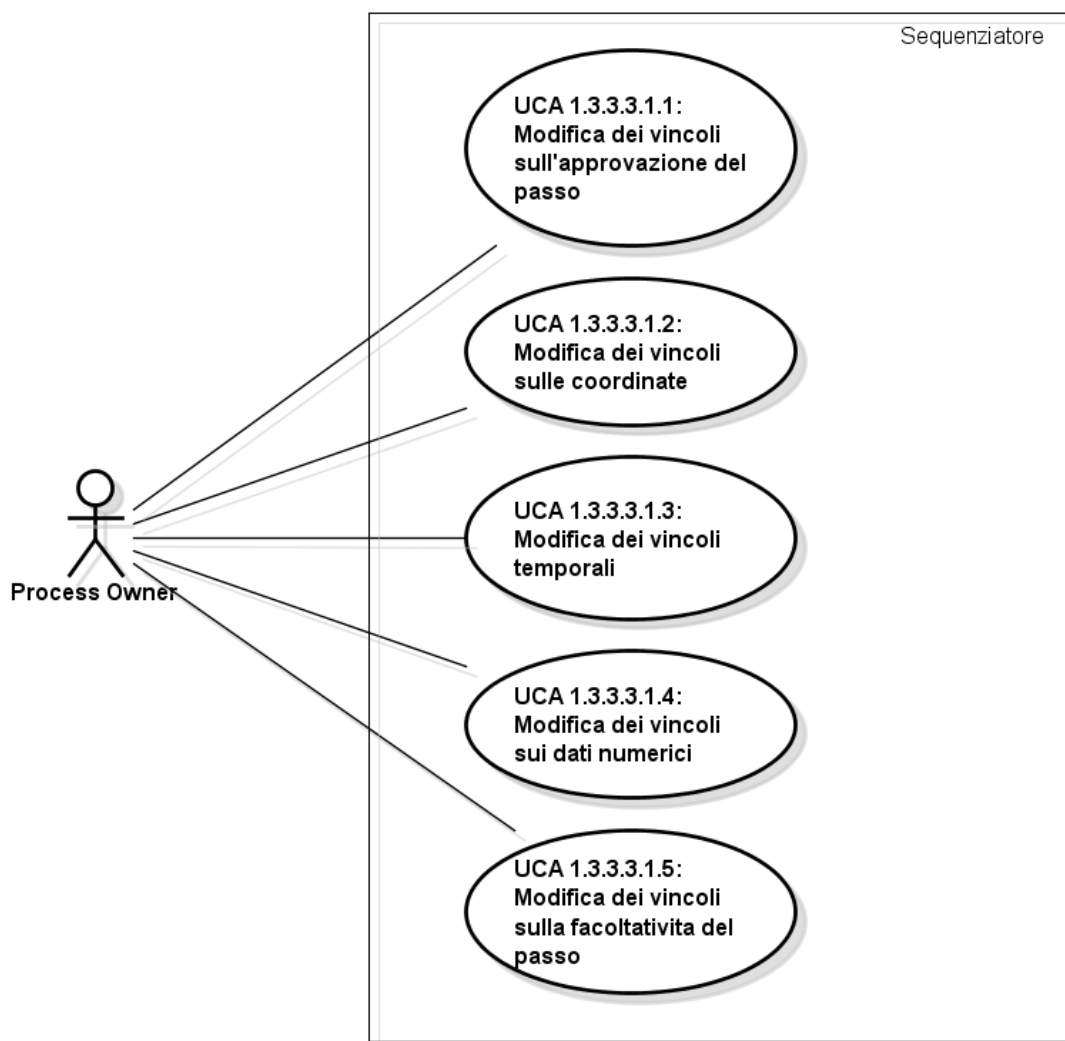 Sequenziatore
UCA 1.3.3.3.1.1:
Modifica dei vincoli
sull'approvazione del
passo
UCA 1.3.3.3.1.2:
Modifica dei vincoli
sulle coordinate
UCA 1.3.3.3.1.3:
Modifica dei vincoli
temporali
Process Owner
UCA 1.3.3.3.1.4:
Modifica dei vincoli
sui dati numerici
UCA 1.3.3.3.1.5:
Modifica dei vincoli
sulla facoltativita del
passo